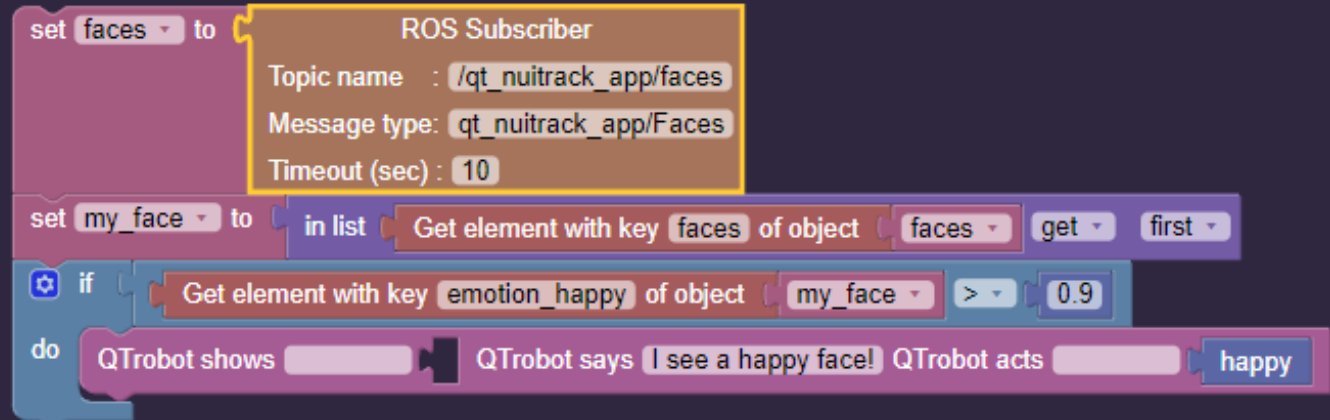 set faces to ROS Subscriber
Topic name : /qt_nuitrack_app/faces
Message type: qt_nuitrack_app/Faces
Timeout (sec) : 10
set my_face to in list Get element with key faces of object faces get first
if Get element with key emotion_happy of object my_face > 0.9
do QTrobot shows QTrobot says I see a happy face! QTrobot acts happy